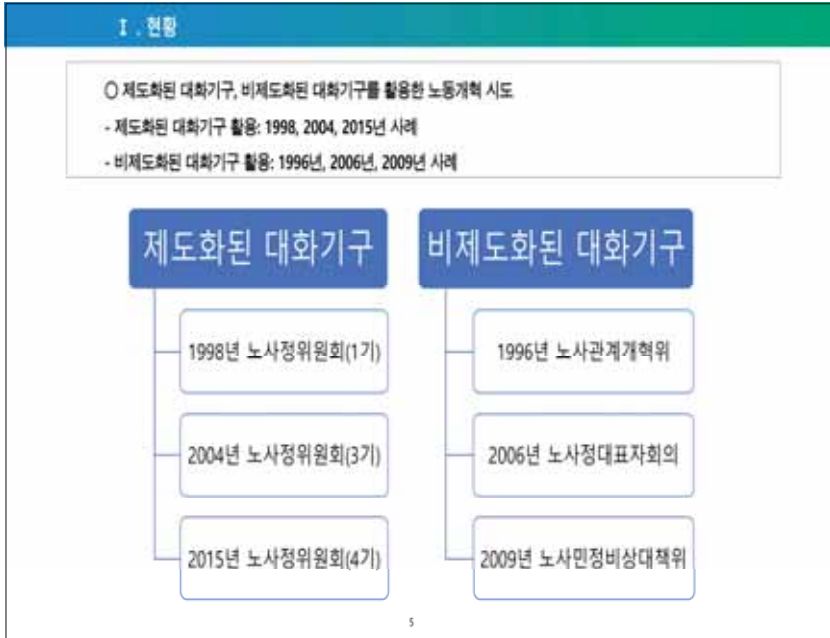 Ⅰ. 현황
○ 제도화된 대화기구, 비제도화된 대화기구를 활용한 노동개혁 시도
- 제도화된 대화기구 활용: 1998, 2004, 2015년 사례
- 비제도화된 대화기구 활용: 1996년, 2006년, 2009년 사례
제도화된 대화기구
1998년 노사정위원회(1기)
2004년 노사정위원회(3기)
2015년 노사정위원회(4기)
비제도화된 대화기구
1996년 노사관계개혁위
2006년 노사정대표자회의
2009년 노사민정비상대책위
5